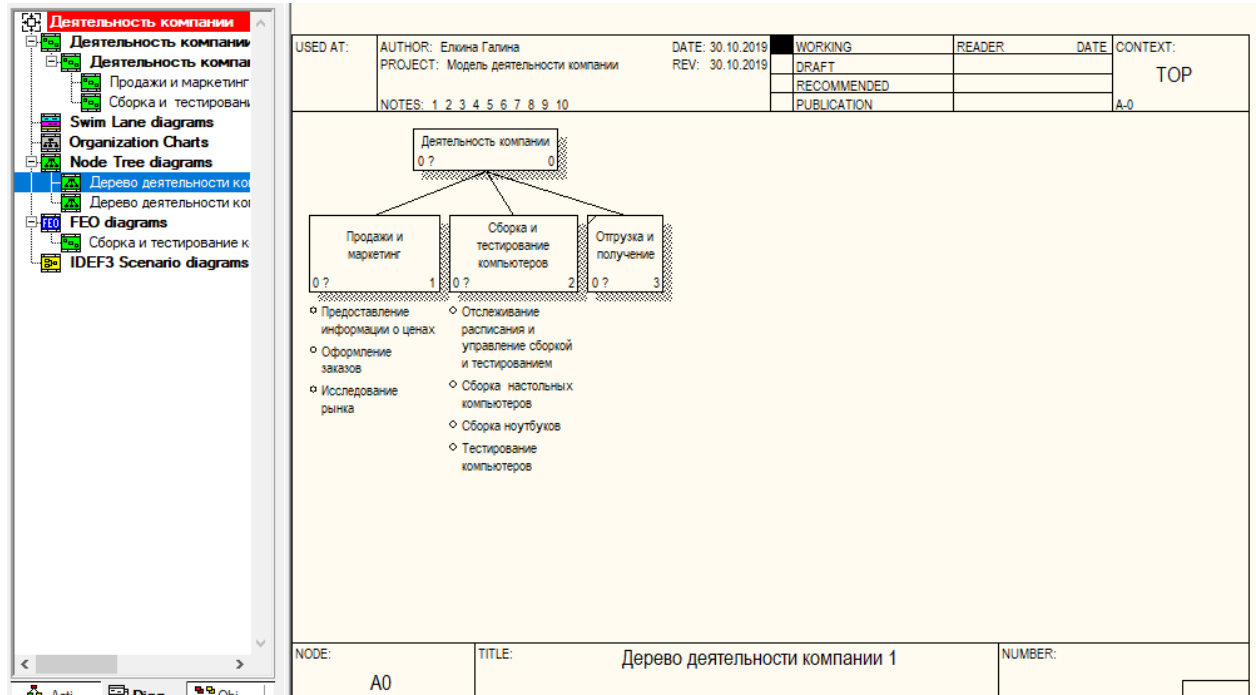 Деятельность компании
Деятельность компании
Деятельность компа
Продажи и маркетинг
Сборка и тестирован
Swim Lane diagrams
Organization Charts
Node Tree diagrams
Дерево деятельности ко
Дерево деятельности ко
FEO diagrams
FEO
Сборка и тестирование к
IDEF3 Scenario diagrams
Acti
Diag
Obj
USED AT:
AUTHOR: Елкина Галина
DATE: 30.10.2019
PROJECT: Модель деятельности компании
REV: 30.10.2019
NOTES: 1 2 3 4 5 6 7 8 9 10
WORKING
DRAFT
RECOMMENDED
PUBLICATION
READER
DATE
CONTEXT:
TOP
A-0
Деятельность компании
0 ? 0
Продажи и
маркетинг
0 ? 1
Сборка и
тестирование
компьютеров
0 ? 2
Отгрузка и
получение
0 ? 3
Предоставление
информации о ценах
Оформление
заказов
Исследование
рынка
Отслеживание
расписания и
управление сборкой
и тестированием
Сборка настольных
компьютеров
Сборка ноутбуков
Тестирование
компьютеров
NODE:
A0
TITLE:
Дерево деятельности компании 1
NUMBER: